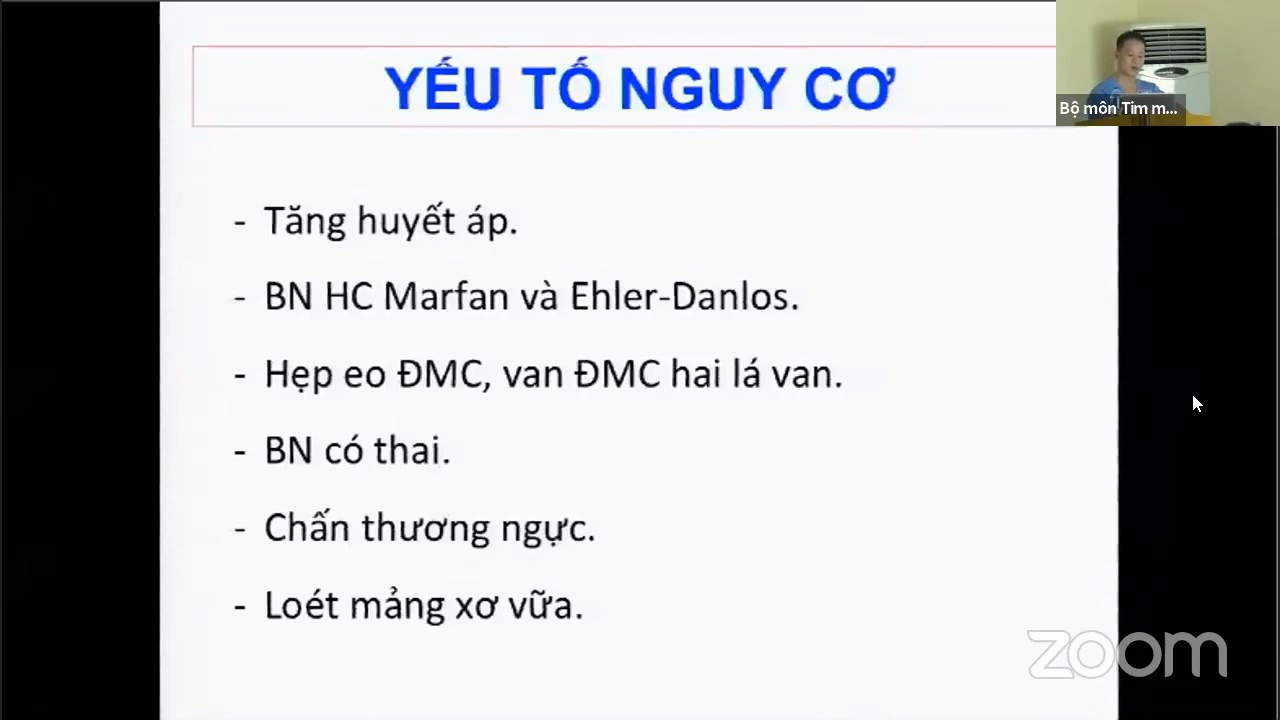 YẾU TỐ NGUY CƠ
Bộ môn Tim m...
- Tăng huyết áp.
- BN HC Marfan và Ehler-Danlos.
- Hẹp eo ĐMC, van ĐMC hai lá van.
- BN có thai.
- Chấn thương ngực.
- Loét mảng xơ vữa.
zoom